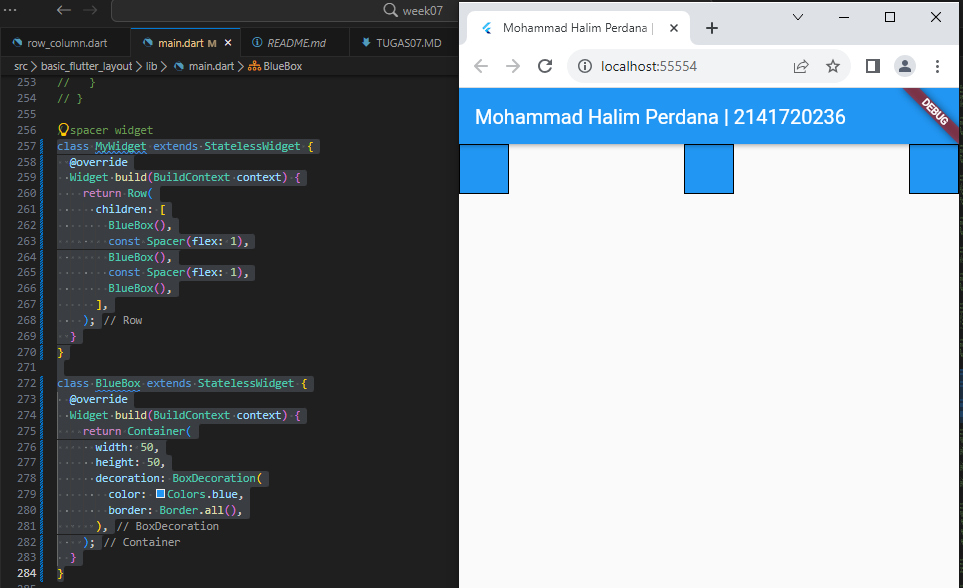 week07
row_column.dart
main.dart M
README.md
TUGAS07.MD
src > basic_flutter_layout > lib > main.dart > BlueBox
253 //   }
254 // }
255
256 spacer widget
257 class MyWidget extends StatelessWidget {
258   @override
259   Widget build(BuildContext context) {
260     return Row(
261       children: [
262         BlueBox(),
263         const Spacer(flex: 1),
264         BlueBox(),
265         const Spacer(flex: 1),
266         BlueBox(),
267       ],
268     ); // Row
269   }
270 }
271
272 class BlueBox extends StatelessWidget {
273   @override
274   Widget build(BuildContext context) {
275     return Container(
276       width: 50,
277       height: 50,
278       decoration: BoxDecoration(
279         color: Colors.blue,
280         border: Border.all(),
281       ), // BoxDecoration
282     ); // Container
283   }
284 }
Mohammad Halim Perdana |
localhost:55554
Mohammad Halim Perdana | 2141720236
DEBUG